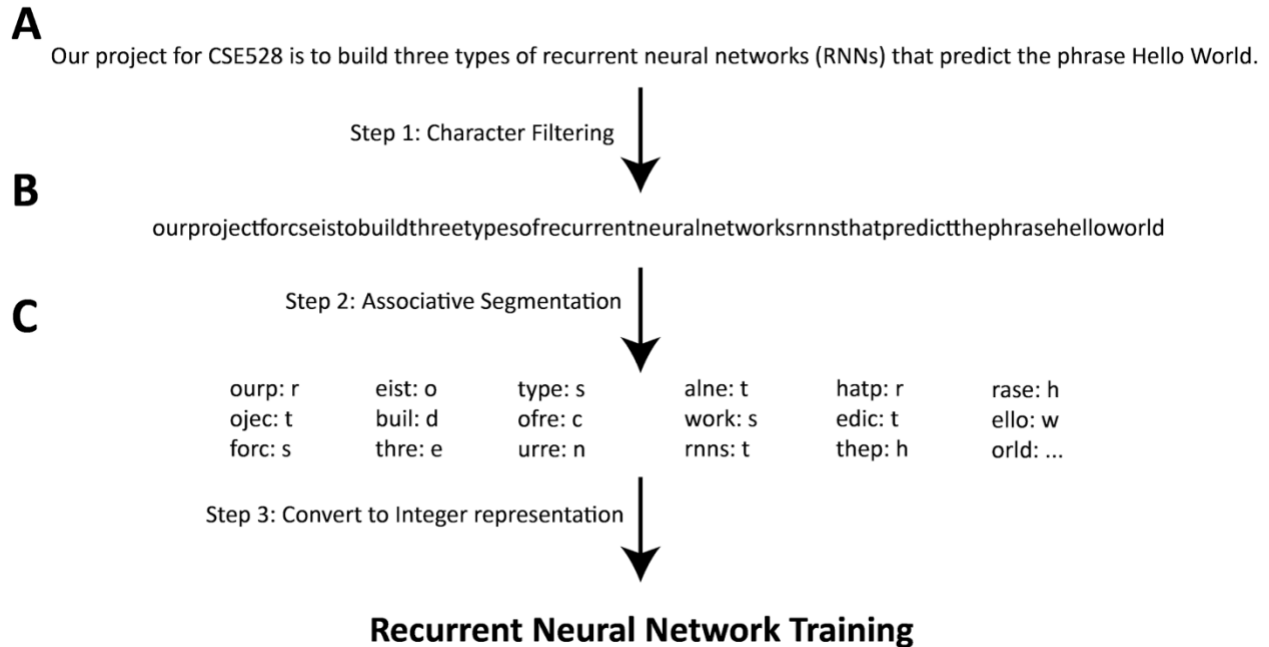 A
Our project for CSE528 is to build three types of recurrent neural networks (RNNs) that predict the phrase Hello World.
Step 1: Character Filtering
B
ourprojectforcseistobuildthreetypesofrecurrentneuralnetworksrnnsthatpredictthephrasehelloworld
Step 2: Associative Segmentation
C
ourp: r eist: o type: s alne: t hatp: r rase: h
ojec: t buil: d ofre: c work: s edic: t ello: w
forc: s thre: e urre: n rnns: t thep: h orld: ...
Step 3: Convert to Integer representation
Recurrent Neural Network Training